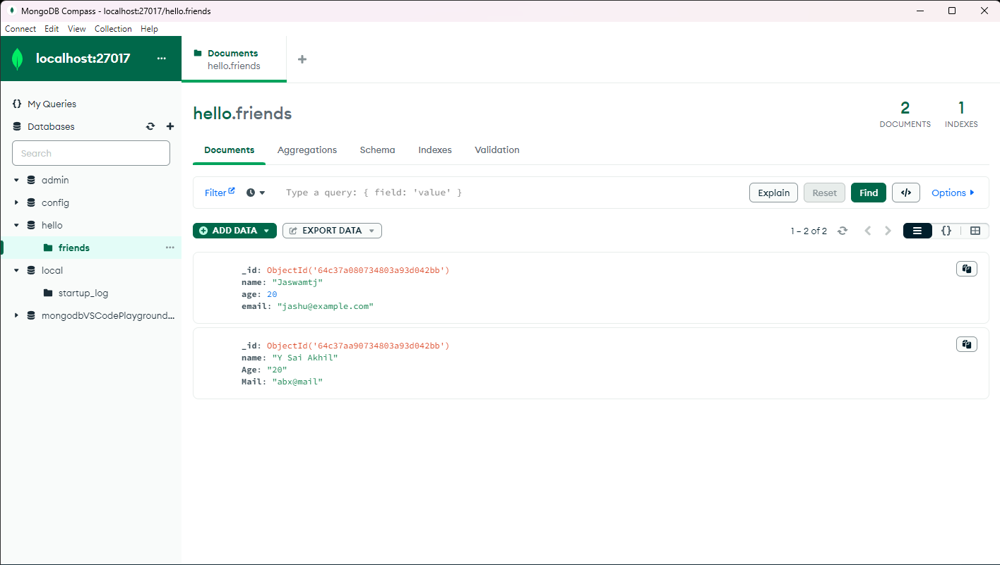 MongoDB Compass - localhost:27017/hello.friends
Connect Edit View Collection Help
localhost:27017 ...
Documents
hello.friends
+
{} My Queries
Databases
Search
admin
config
hello
friends ...
local
startup_log
mongodbVSCodePlayground...
hello.friends
2
DOCUMENTS
1
INDEXES
Documents Aggregations Schema Indexes Validation
Filter Type a query: { field: 'value' } Explain Reset Find </> Options
ADD DATA EXPORT DATA 1 – 2 of 2 {}
_id: ObjectId('64c37a080734803a93d042bb')
name: "Jaswamtj"
age: 20
email: "jashu@example.com"
_id: ObjectId('64c37aa90734803a93d042bb')
name: "Y Sai Akhil"
Age: "20"
Mail: "abx@mail"